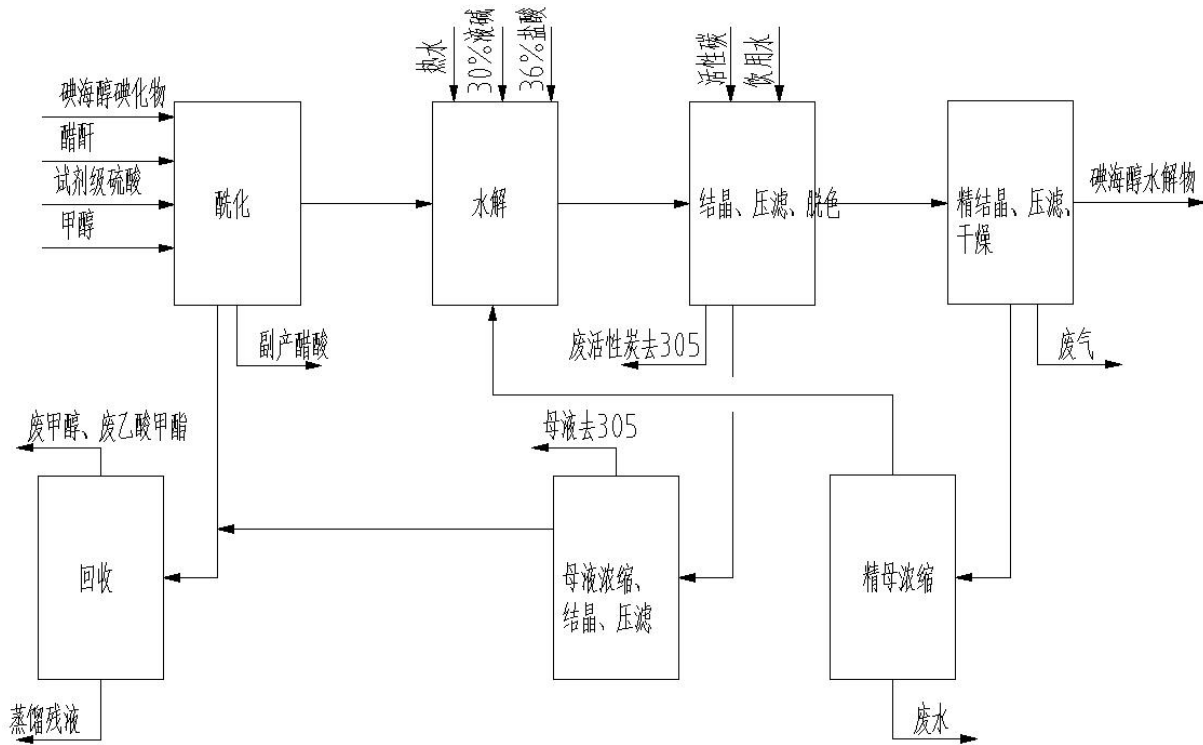 热水
30%液碱
36%盐酸
活性碳
饮用水
碘海醇碘化物
醋酐
试剂级硫酸
甲醇
酰化
水解
结晶、压滤、脱色
精结晶、压滤、
干燥
碘海醇水解物
副产醋酸
废活性炭去305
废气
废甲醇、废乙酸甲酯
母液去305
回收
母液浓缩、
结晶、压滤
精母浓缩
蒸馏残液
废水